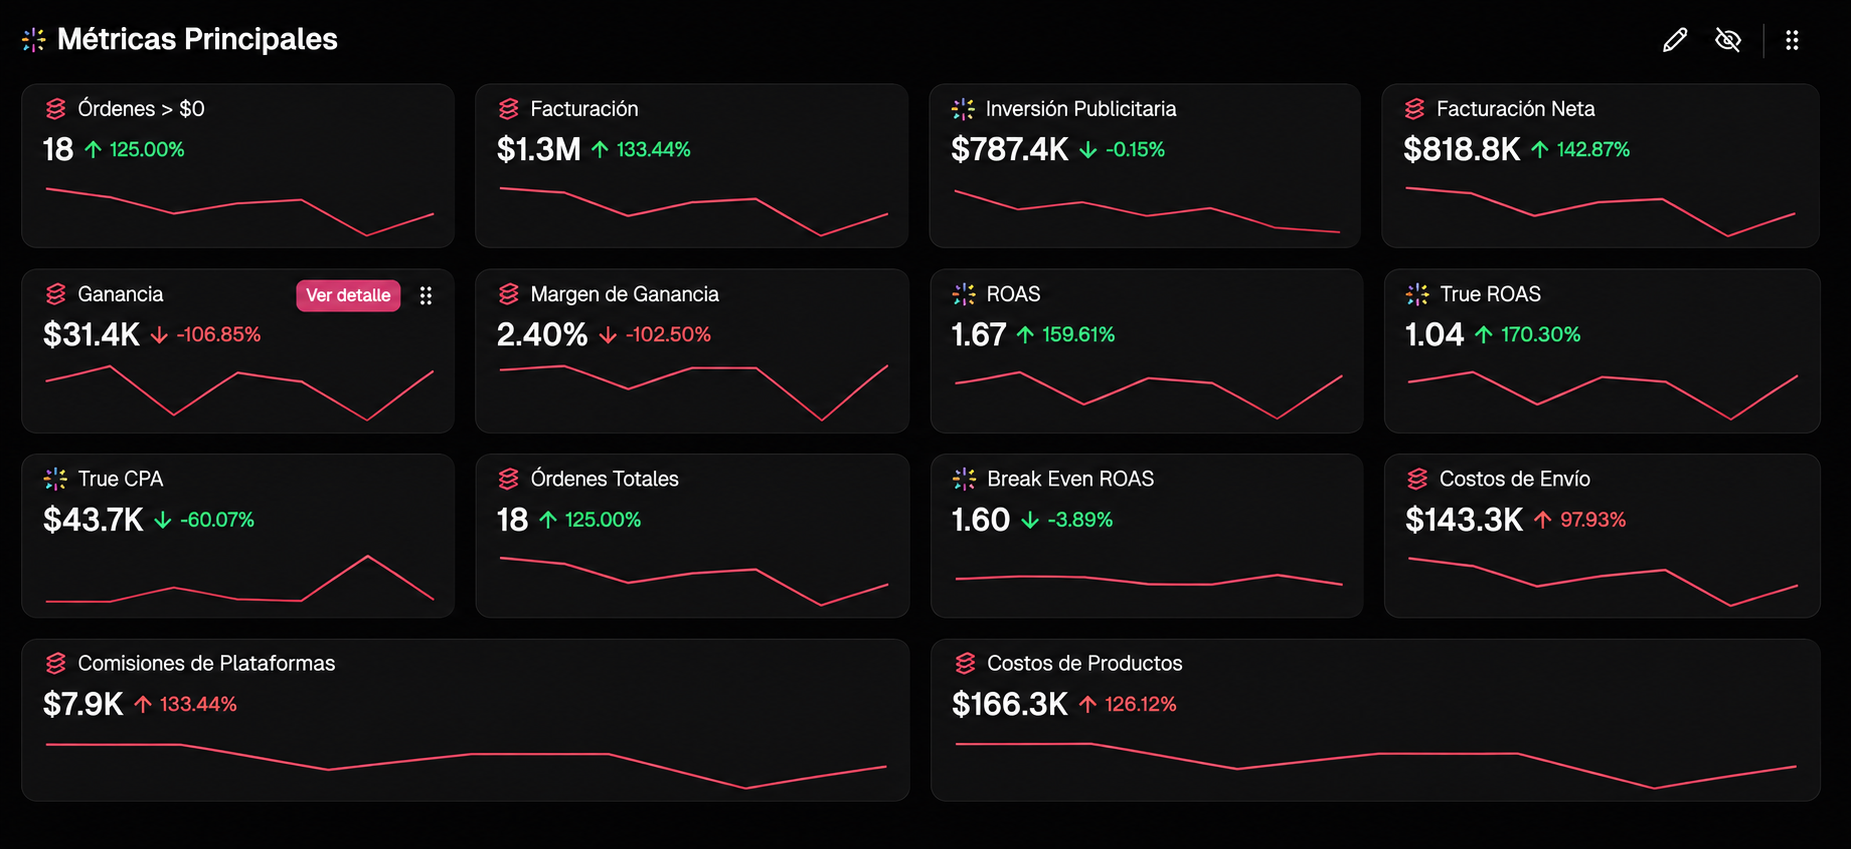 Métricas Principales
Órdenes > $0
18 ↑ 125.00%
Facturación
$1.3M ↑ 133.44%
Inversión Publicitaria
$787.4K ↓ -0.15%
Facturación Neta
$818.8K ↑ 142.87%
Ganancia
Ver detalle
$31.4K ↓ -106.85%
Margen de Ganancia
2.40% ↓ -102.50%
ROAS
1.67 ↑ 159.61%
True ROAS
1.04 ↑ 170.30%
True CPA
$43.7K ↓ -60.07%
Órdenes Totales
18 ↑ 125.00%
Break Even ROAS
1.60 ↓ -3.89%
Costos de Envío
$143.3K ↑ 97.93%
Comisiones de Plataformas
$7.9K ↑ 133.44%
Costos de Productos
$166.3K ↑ 126.12%